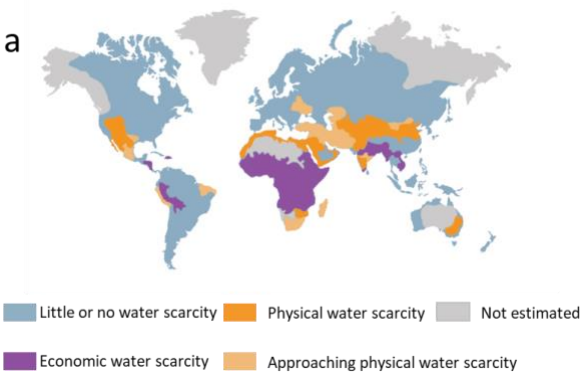 a
Little or no water scarcity Physical water scarcity Not estimated
Economic water scarcity Approaching physical water scarcity